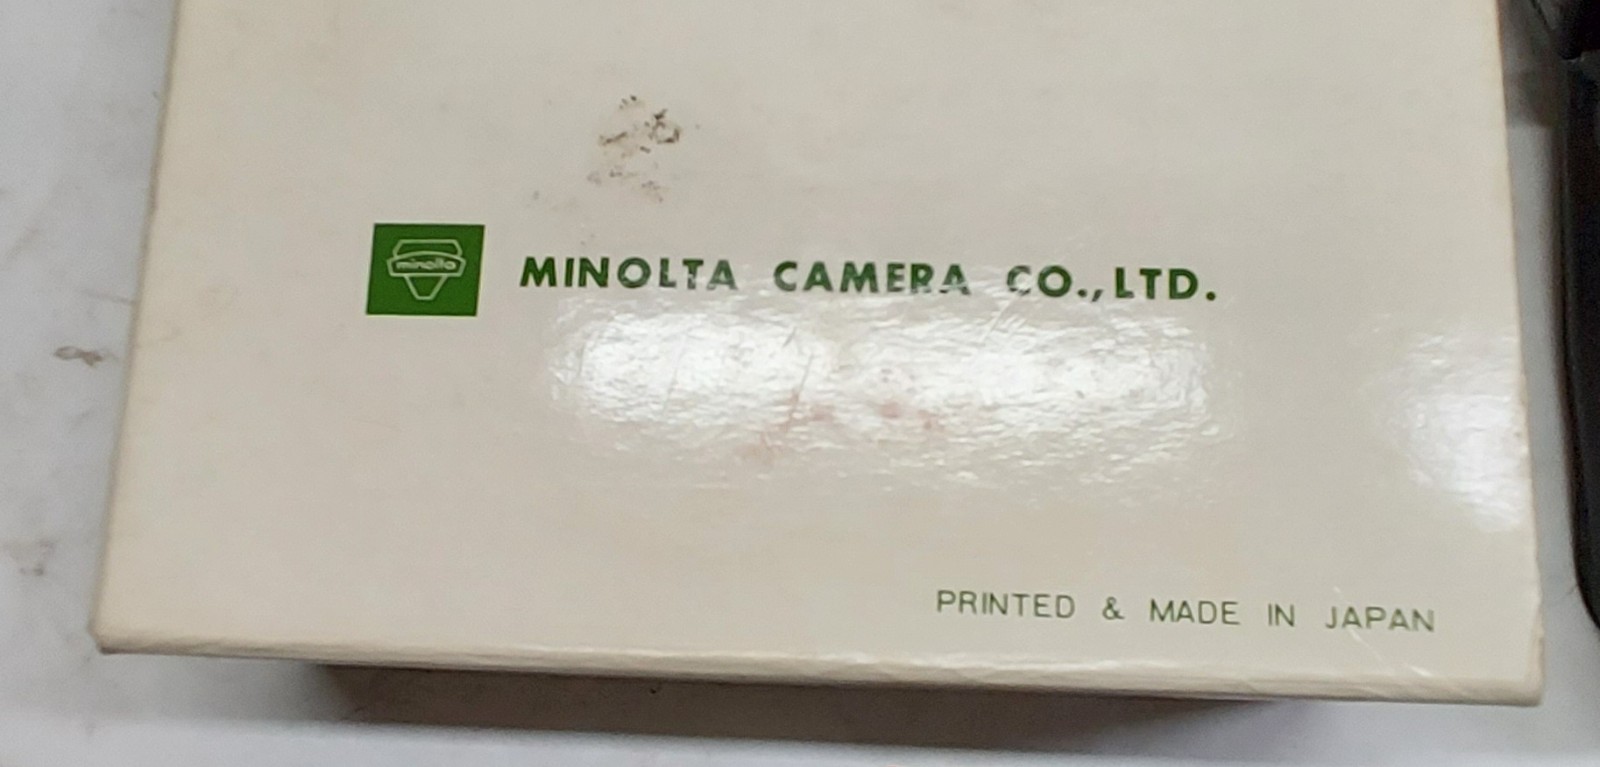 minolta
MINOLTA CAMERA CO., LTD.
PRINTED & MADE IN JAPAN